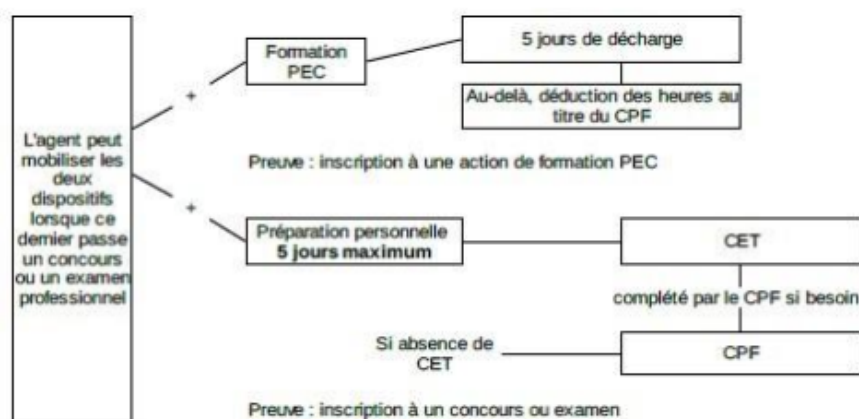 L'agent peut
mobiliser les
deux
dispositifs
lorsque ce
dernier passe
un concours
ou un examen
professionnel
+
+
Formation
PEC
5 jours de décharge
Au-delà, déduction des heures au
titre du CPF
Preuve : inscription à une action de formation PEC
Préparation personnelle
5 jours maximum
CET
complété par le CPF si besoin
Si absence de
CET
CPF
Preuve : inscription à un concours ou examen